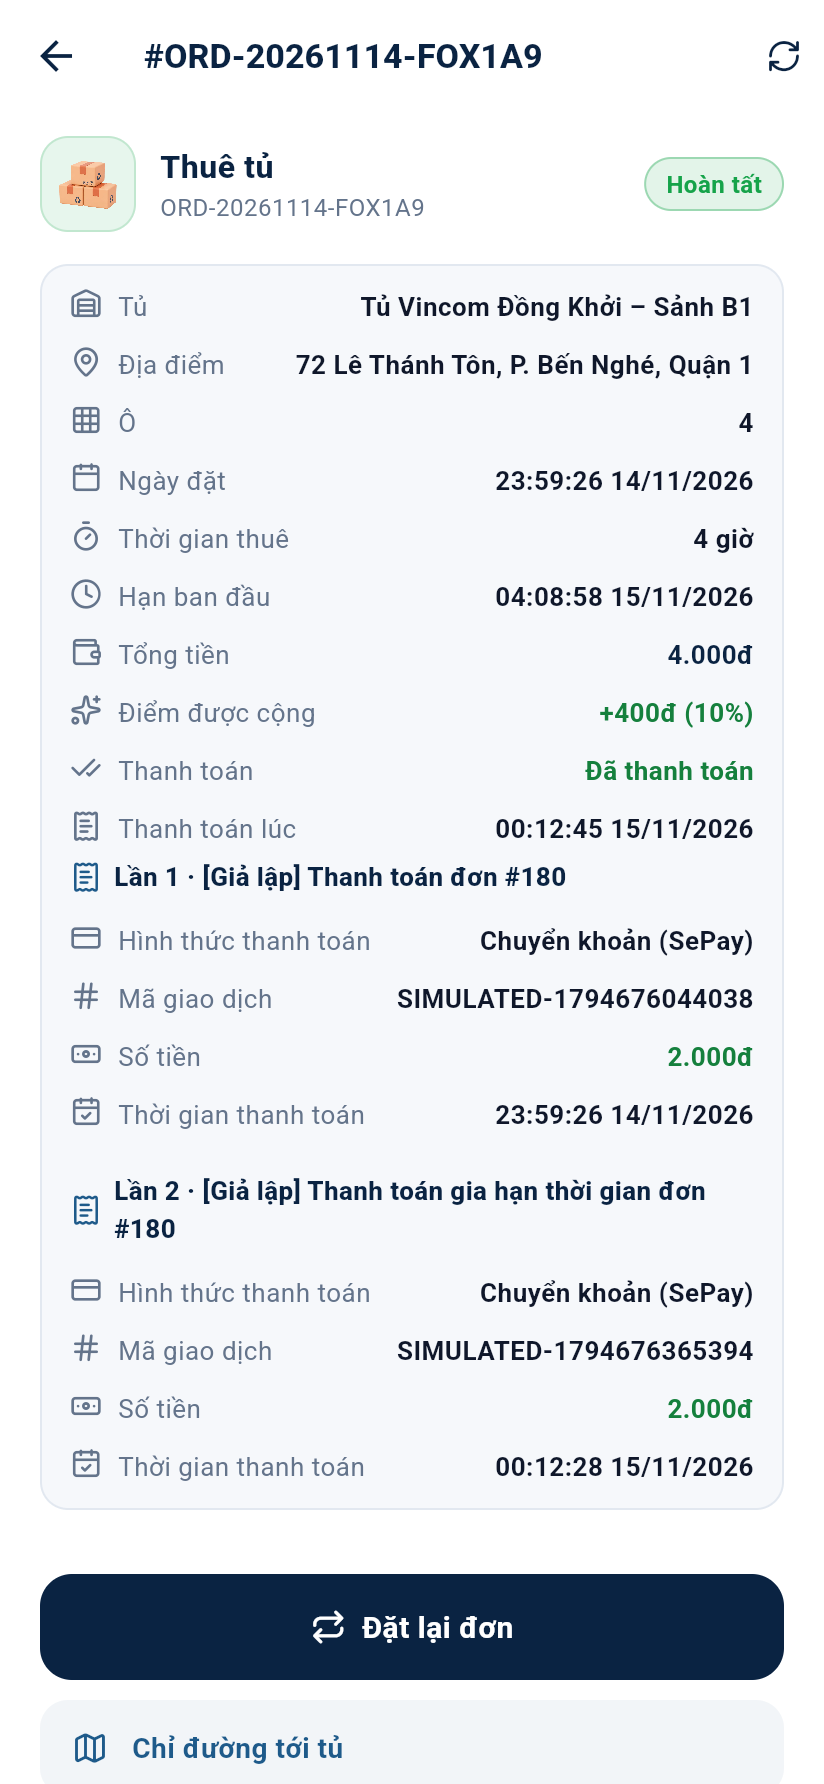 #ORD-20261114-FOX1A9
Thuê tủ
ORD-20261114-FOX1A9
Hoàn tất
Tủ Tủ Vincom Đồng Khởi – Sảnh B1
Địa điểm 72 Lê Thánh Tôn, P. Bến Nghé, Quận 1
Ô 4
Ngày đặt 23:59:26 14/11/2026
Thời gian thuê 4 giờ
Hạn ban đầu 04:08:58 15/11/2026
Tổng tiền 4.000đ
Điểm được cộng +400đ (10%)
Thanh toán Đã thanh toán
Thanh toán lúc 00:12:45 15/11/2026
Lần 1 · [Giả lập] Thanh toán đơn #180
Hình thức thanh toán Chuyển khoản (SePay)
Mã giao dịch SIMULATED-1794676044038
Số tiền 2.000đ
Thời gian thanh toán 23:59:26 14/11/2026
Lần 2 · [Giả lập] Thanh toán gia hạn thời gian đơn
#180
Hình thức thanh toán Chuyển khoản (SePay)
Mã giao dịch SIMULATED-1794676365394
Số tiền 2.000đ
Thời gian thanh toán 00:12:28 15/11/2026
Đặt lại đơn
Chỉ đường tới tủ